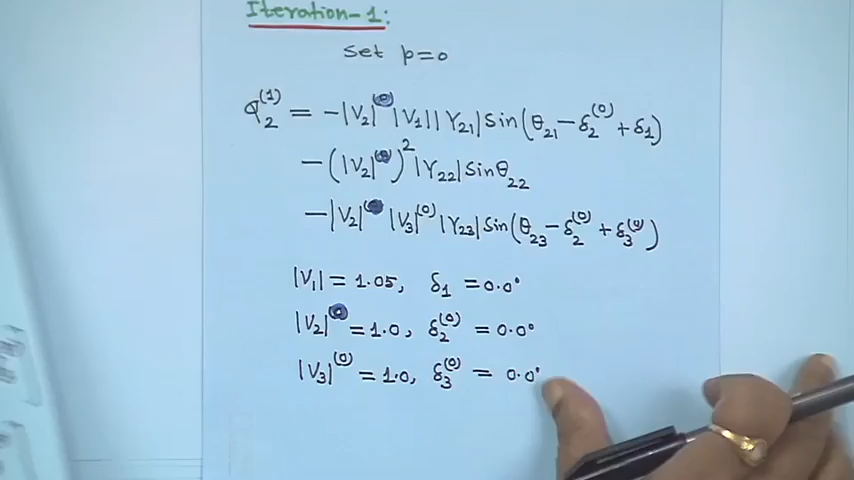 Iteration-1:
set p=0
Q₂⁽¹⁾ = -|V₂|⁽⁰⁾ |V₁| |Y₂₁| sin(θ₂₁ - δ₂⁽⁰⁾ + δ₁)
-(|V₂|⁽⁰⁾)² |Y₂₂| sinθ₂₂
-|V₂| |V₃|⁽⁰⁾ |Y₂₃| sin(θ₂₃ - δ₂⁽⁰⁾ + δ₃⁽⁰⁾)
|V₁| = 1.05, δ₁ = 0.0°
|V₂|⁽⁰⁾ = 1.0, δ₂⁽⁰⁾ = 0.0°
|V₃|⁽⁰⁾ = 1.0, δ₃⁽⁰⁾ = 0.0°